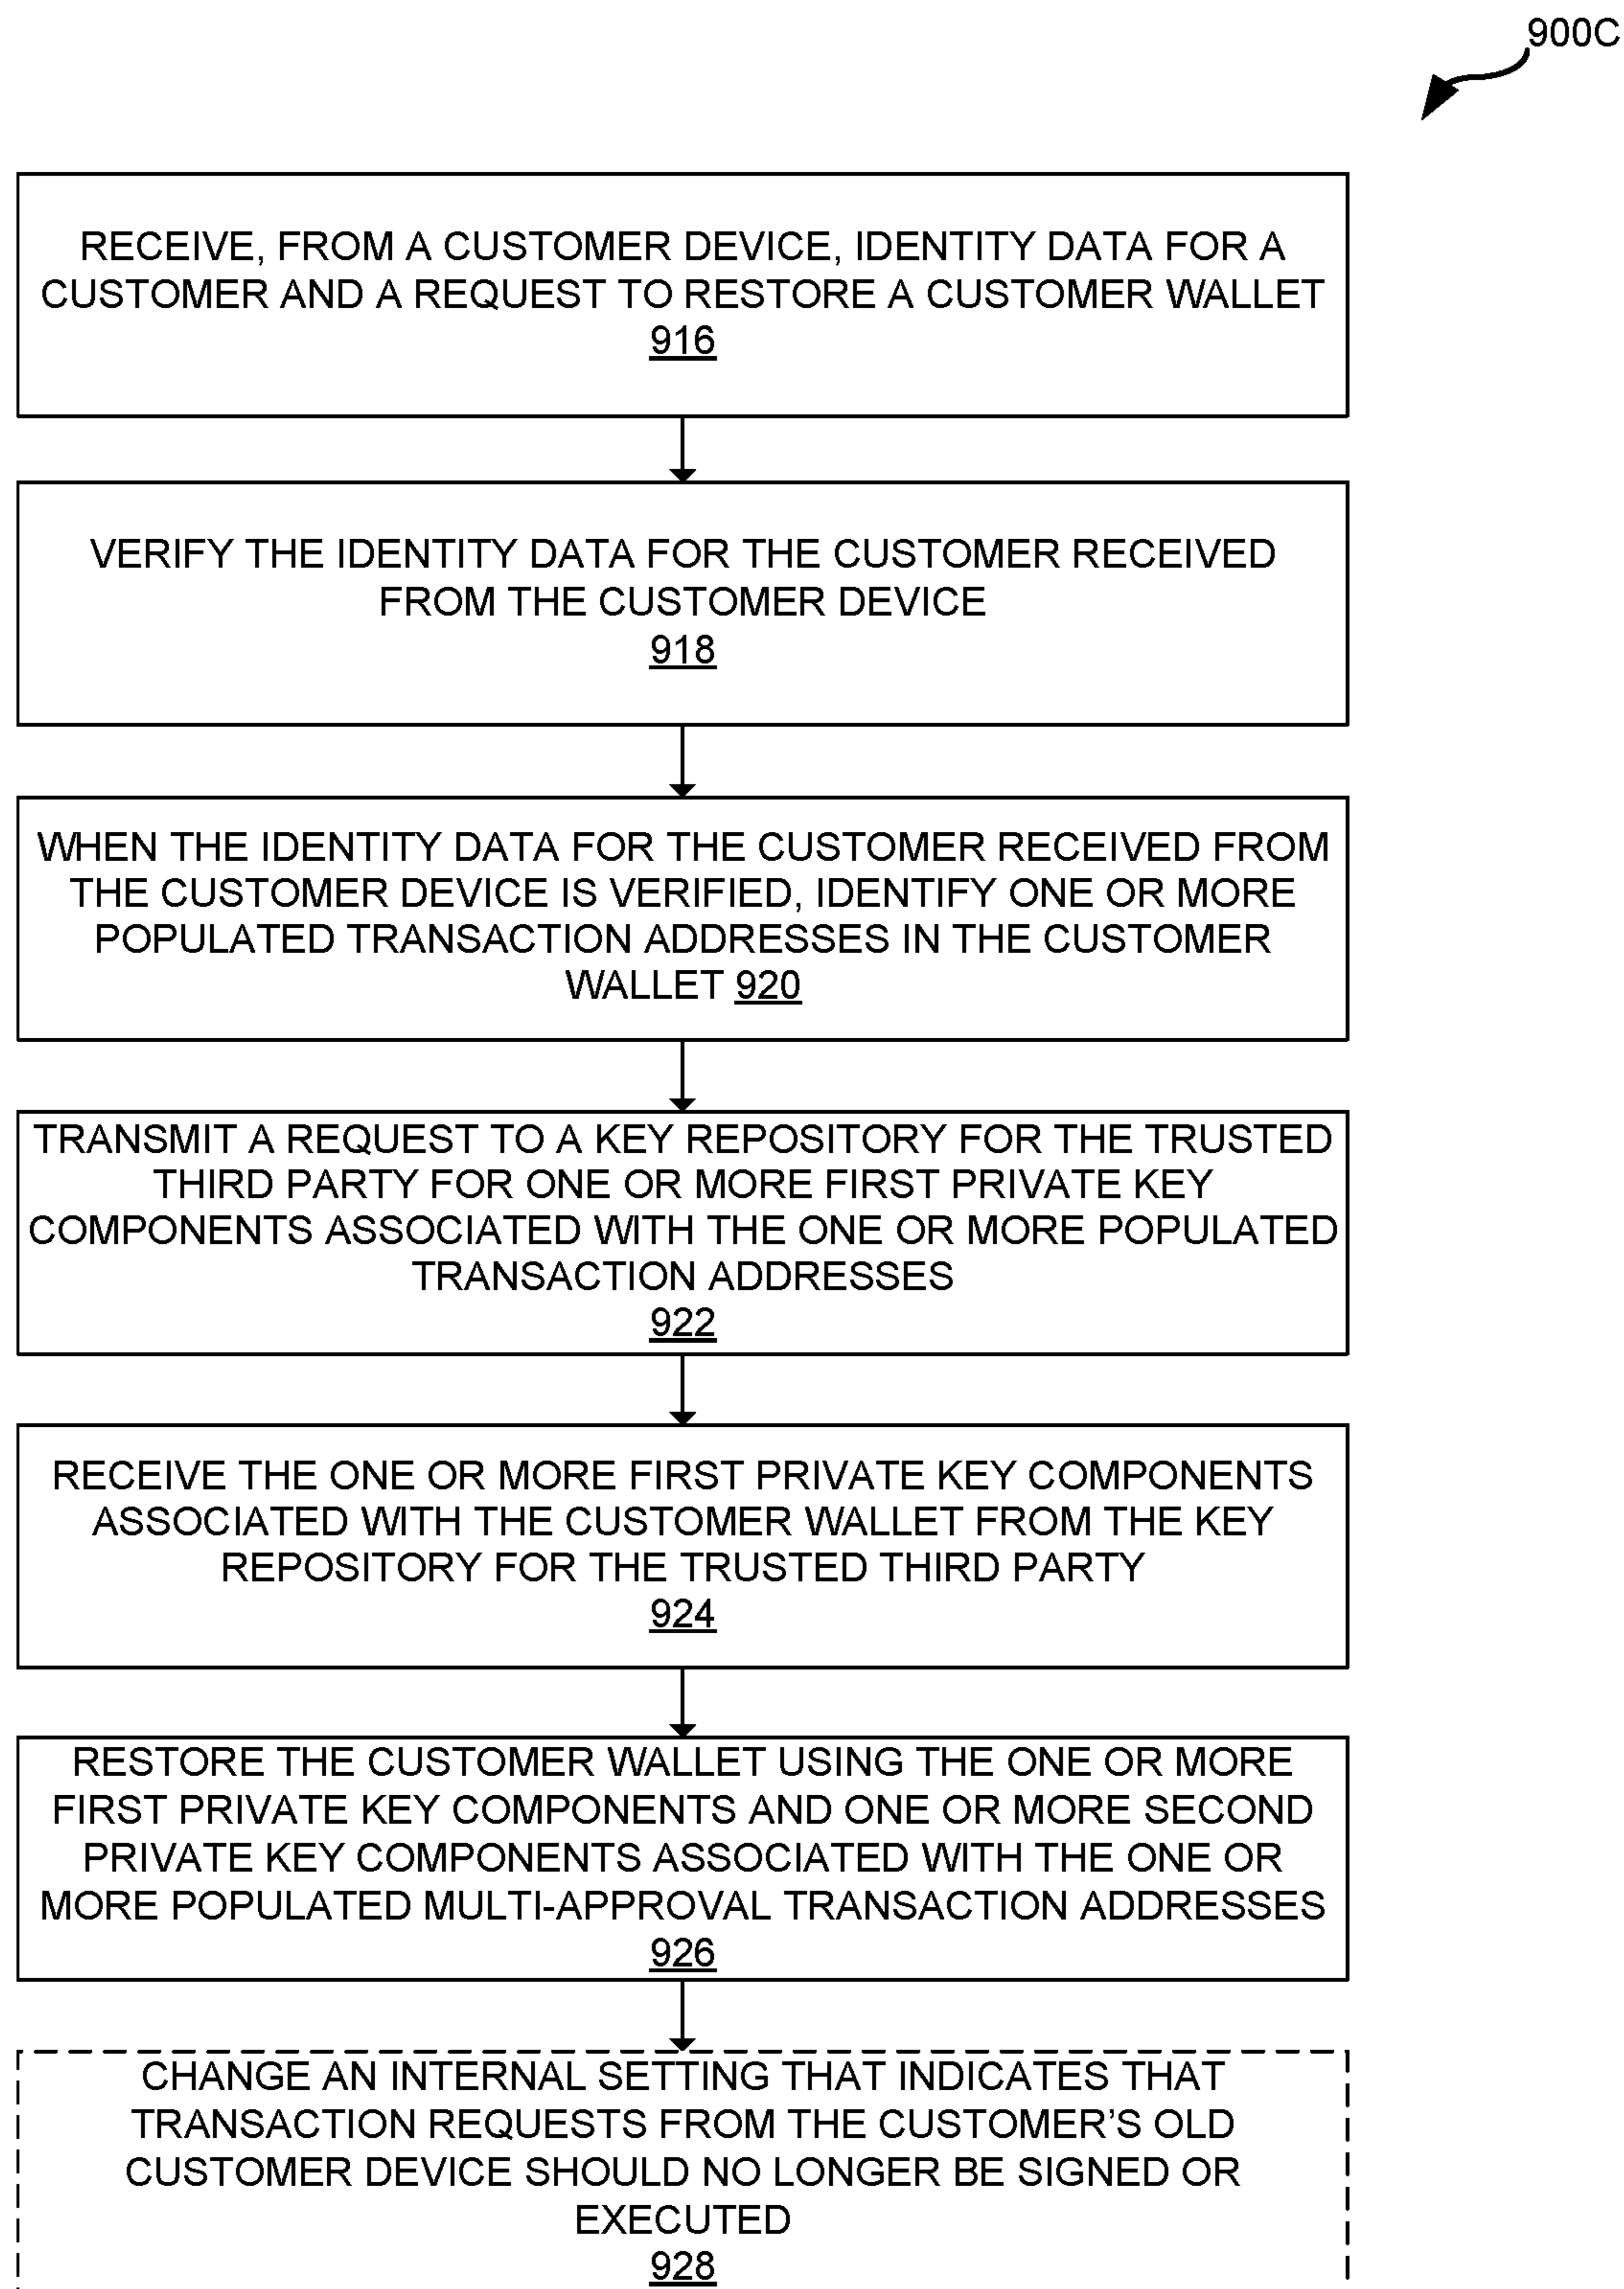 900C
RECEIVE, FROM A CUSTOMER DEVICE, IDENTITY DATA FOR A
CUSTOMER AND A REQUEST TO RESTORE A CUSTOMER WALLET
916
VERIFY THE IDENTITY DATA FOR THE CUSTOMER RECEIVED
FROM THE CUSTOMER DEVICE
918
WHEN THE IDENTITY DATA FOR THE CUSTOMER RECEIVED FROM
THE CUSTOMER DEVICE IS VERIFIED, IDENTIFY ONE OR MORE
POPULATED TRANSACTION ADDRESSES IN THE CUSTOMER
WALLET 920
TRANSMIT A REQUEST TO A KEY REPOSITORY FOR THE TRUSTED
THIRD PARTY FOR ONE OR MORE FIRST PRIVATE KEY
COMPONENTS ASSOCIATED WITH THE ONE OR MORE POPULATED
TRANSACTION ADDRESSES
922
RECEIVE THE ONE OR MORE FIRST PRIVATE KEY COMPONENTS
ASSOCIATED WITH THE CUSTOMER WALLET FROM THE KEY
REPOSITORY FOR THE TRUSTED THIRD PARTY
924
RESTORE THE CUSTOMER WALLET USING THE ONE OR MORE
FIRST PRIVATE KEY COMPONENTS AND ONE OR MORE SECOND
PRIVATE KEY COMPONENTS ASSOCIATED WITH THE ONE OR
MORE POPULATED MULTI-APPROVAL TRANSACTION ADDRESSES
926
CHANGE AN INTERNAL SETTING THAT INDICATES THAT
TRANSACTION REQUESTS FROM THE CUSTOMER'S OLD
CUSTOMER DEVICE SHOULD NO LONGER BE SIGNED OR
EXECUTED
928